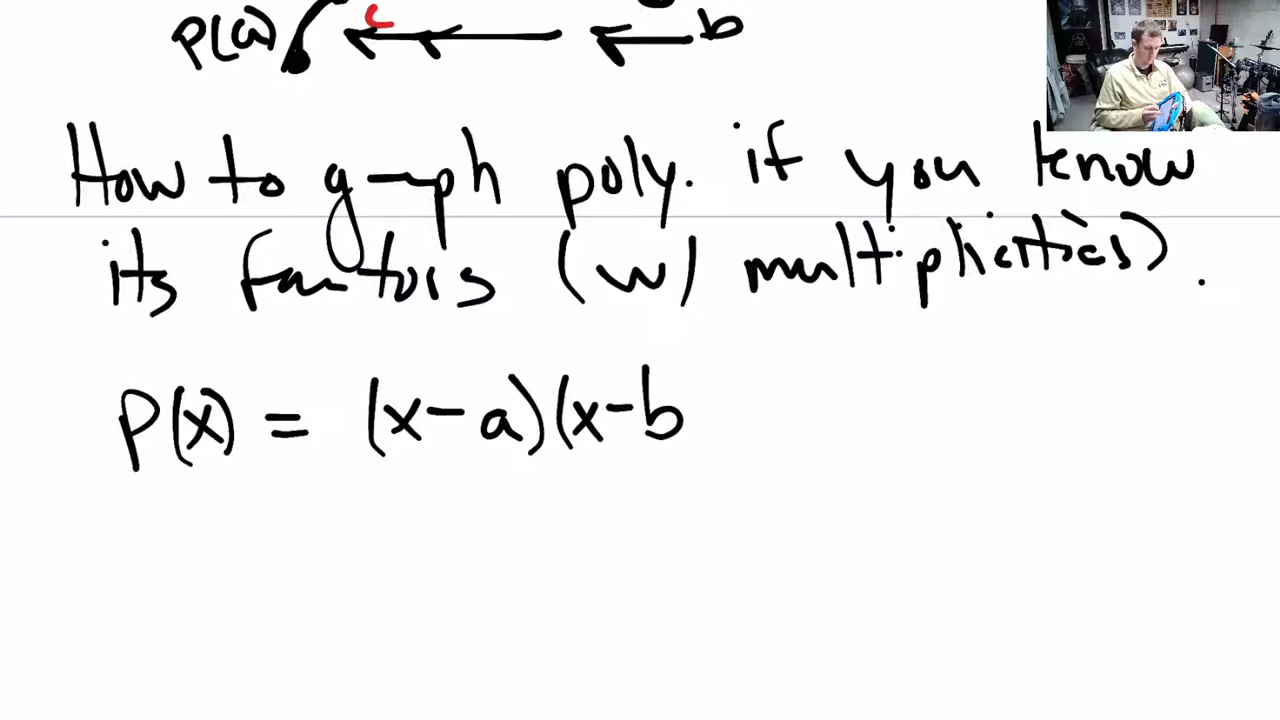 P(a) c b
How to graph poly. if you know
its factors (w/ multiplicities).
P(x) = (x-a)(x-b